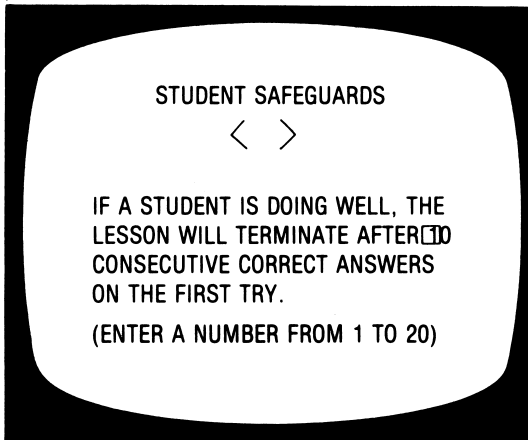 STUDENT SAFEGUARDS
< >
IF A STUDENT IS DOING WELL, THE
LESSON WILL TERMINATE AFTER 10
CONSECUTIVE CORRECT ANSWERS
ON THE FIRST TRY.
(ENTER A NUMBER FROM 1 TO 20)